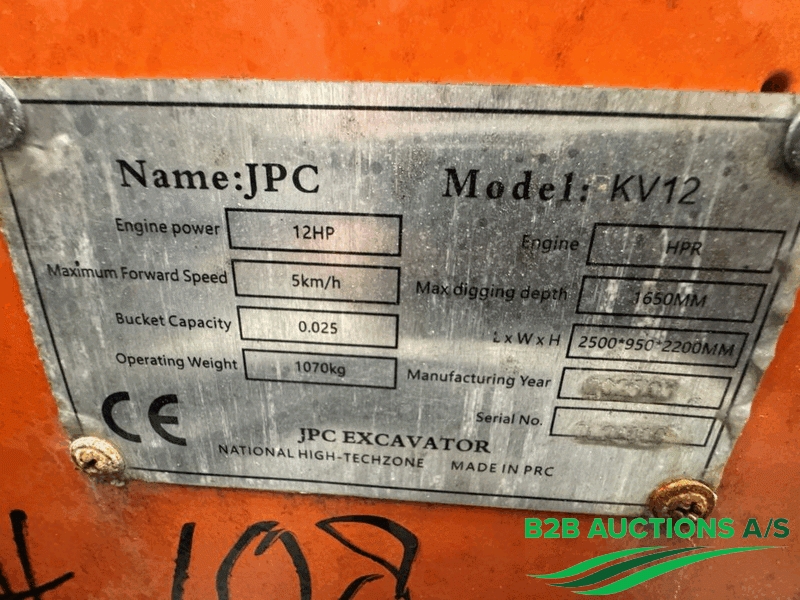 Name:JPC
Model: KV12
Engine power 12HP
Engine HPR
Maximum Forward Speed 5km/h
Max digging depth 1650MM
Bucket Capacity 0.025
L x W x H 2500*950*2200MM
Operating Weight 1070kg
Manufacturing Year
Serial No.
CE
JPC EXCAVATOR
NATIONAL HIGH-TECHZONE MADE IN PRC
# 108
B2B AUCTIONS A/S